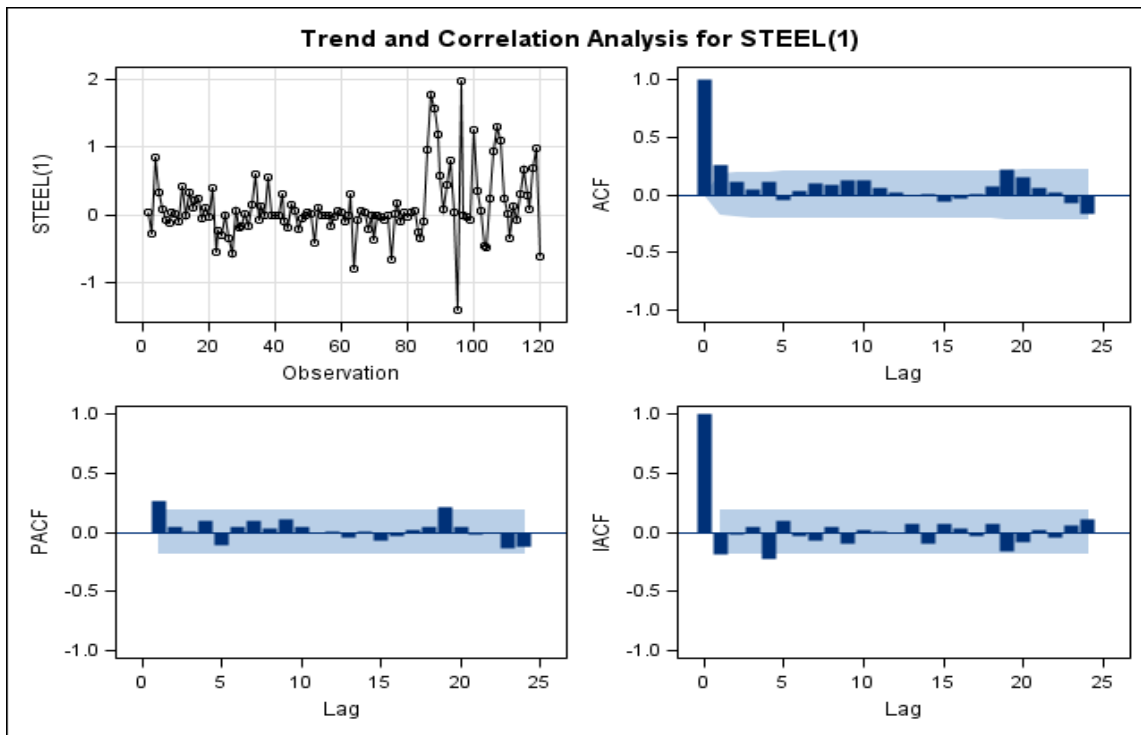 Trend and Correlation Analysis for STEEL(1)
STEEL(1)
2
1
0
-1
0 20 40 60 80 100 120
Observation
ACF
1.0
0.5
0.0
-0.5
-1.0
0 5 10 15 20 25
Lag
PACF
1.0
0.5
0.0
-0.5
-1.0
0 5 10 15 20 25
Lag
IACF
1.0
0.5
0.0
-0.5
-1.0
0 5 10 15 20 25
Lag